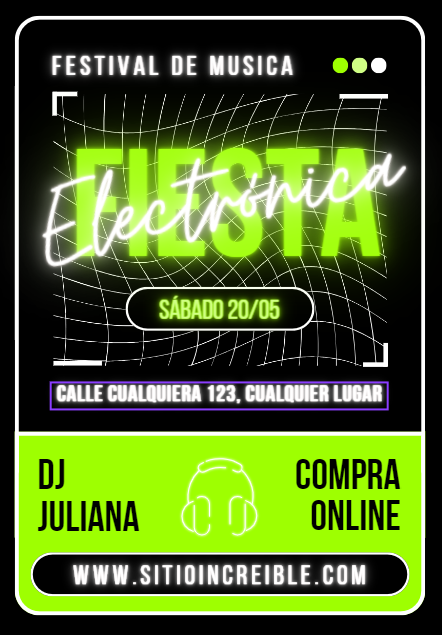 FESTIVAL DE MUSICA
FIESTA
Electrónica
SÁBADO 20/05
CALLE CUALQUIERA 123, CUALQUIER LUGAR
DJ
JULIANA
COMPRA
ONLINE
WWW.SITIOINCREIBLE.COM